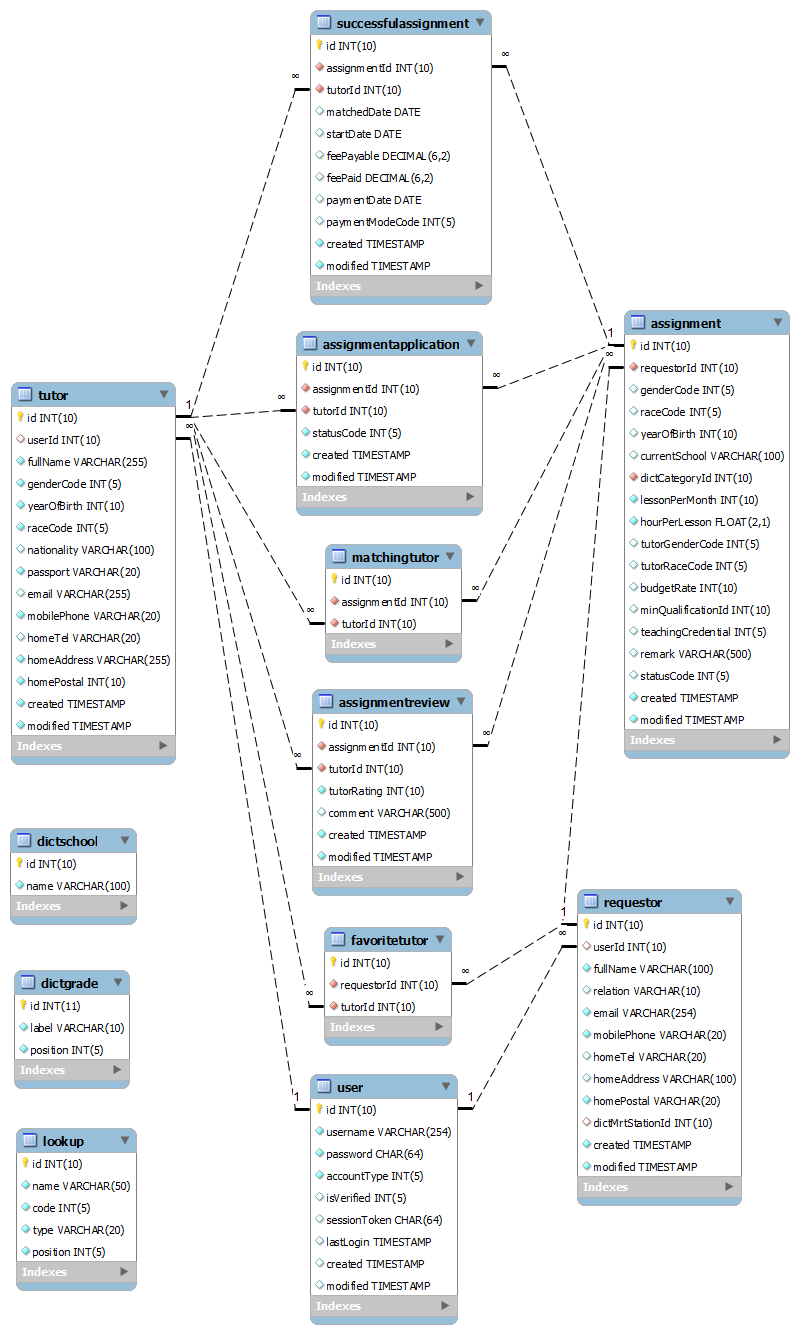 successfulassignment
id INT(10)
assignmentId INT(10)
tutorId INT(10)
matchedDate DATE
startDate DATE
feePayable DECIMAL(6,2)
feePaid DECIMAL(6,2)
paymentDate DATE
paymentModeCode INT(5)
created TIMESTAMP
modified TIMESTAMP
Indexes
∞
∞
assignmentapplication
id INT(10)
assignmentId INT(10)
tutorId INT(10)
statusCode INT(5)
created TIMESTAMP
modified TIMESTAMP
Indexes
∞
∞
assignment
id INT(10)
requestorId INT(10)
genderCode INT(5)
raceCode INT(5)
yearOfBirth INT(10)
currentSchool VARCHAR(100)
dictCategoryId INT(10)
lessonPerMonth INT(10)
hourPerLesson FLOAT(2,1)
tutorGenderCode INT(5)
tutorRaceCode INT(5)
budgetRate INT(10)
minQualificationId INT(10)
teachingCredential INT(5)
remark VARCHAR(500)
statusCode INT(5)
created TIMESTAMP
modified TIMESTAMP
Indexes
1
∞
tutor
id INT(10)
userId INT(10)
fullName VARCHAR(255)
genderCode INT(5)
yearOfBirth INT(10)
raceCode INT(5)
nationality VARCHAR(100)
passport VARCHAR(20)
email VARCHAR(255)
mobilePhone VARCHAR(20)
homeTel VARCHAR(20)
homeAddress VARCHAR(255)
homePostal INT(10)
created TIMESTAMP
modified TIMESTAMP
Indexes
1
∞
matchingtutor
id INT(10)
assignmentId INT(10)
tutorId INT(10)
Indexes
∞
∞
assignmentreview
id INT(10)
assignmentId INT(10)
tutorId INT(10)
tutorRating INT(10)
comment VARCHAR(500)
created TIMESTAMP
modified TIMESTAMP
Indexes
∞
∞
dictschool
id INT(10)
name VARCHAR(100)
Indexes
favoritetutor
id INT(10)
requestorId INT(10)
tutorId INT(10)
Indexes
∞
∞
requestor
id INT(10)
userId INT(10)
fullName VARCHAR(100)
relation VARCHAR(10)
email VARCHAR(254)
mobilePhone VARCHAR(20)
homeTel VARCHAR(20)
homeAddress VARCHAR(100)
homePostal VARCHAR(20)
dictMrtStationId INT(10)
created TIMESTAMP
modified TIMESTAMP
Indexes
1
∞
dictgrade
id INT(11)
label VARCHAR(10)
position INT(5)
Indexes
user
id INT(10)
username VARCHAR(254)
password CHAR(64)
accountType INT(5)
isVerified INT(5)
sessionToken CHAR(64)
lastLogin TIMESTAMP
created TIMESTAMP
modified TIMESTAMP
Indexes
1
1
lookup
id INT(10)
name VARCHAR(50)
code INT(5)
type VARCHAR(20)
position INT(5)
Indexes